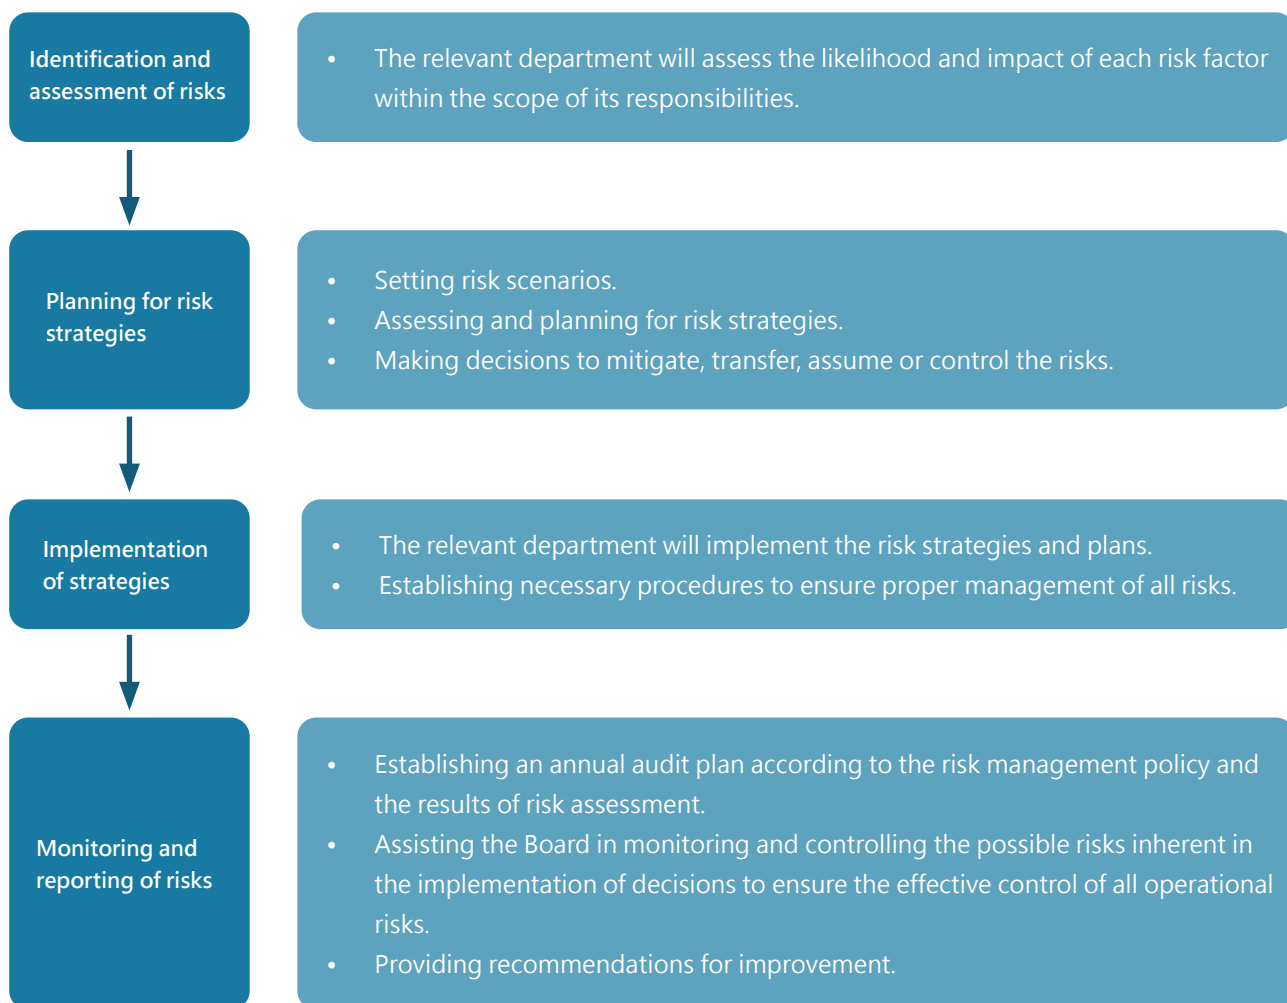 Identification and
assessment of risks
• The relevant department will assess the likelihood and impact of each risk factor
within the scope of its responsibilities.
Planning for risk
strategies
• Setting risk scenarios.
• Assessing and planning for risk strategies.
• Making decisions to mitigate, transfer, assume or control the risks.
Implementation
of strategies
• The relevant department will implement the risk strategies and plans.
• Establishing necessary procedures to ensure proper management of all risks.
Monitoring and
reporting of risks
• Establishing an annual audit plan according to the risk management policy and
the results of risk assessment.
• Assisting the Board in monitoring and controlling the possible risks inherent in
the implementation of decisions to ensure the effective control of all operational
risks.
• Providing recommendations for improvement.